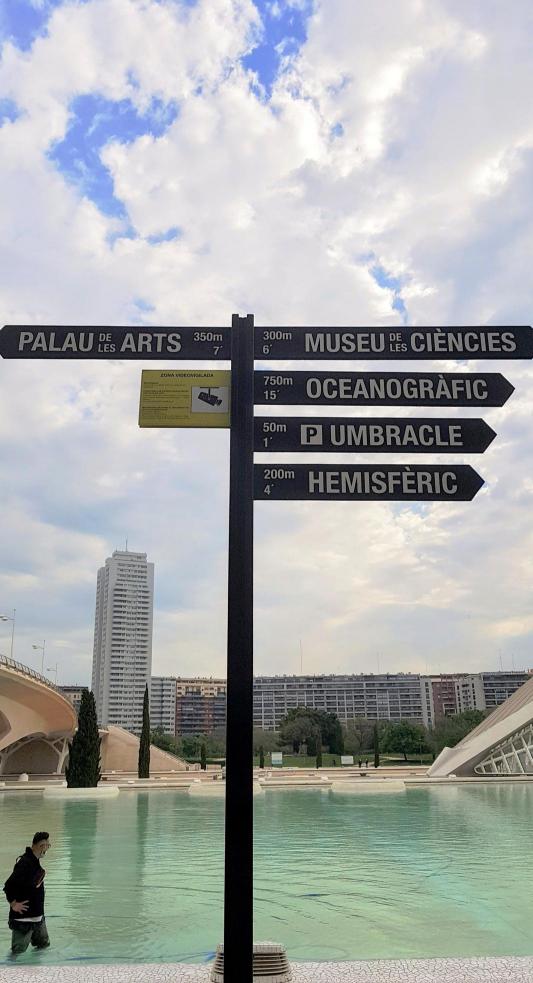 PALAU DE LES ARTS 350m 7'
300m 6' MUSEU DE LES CIÈNCIES
ZONA VIDEOVIGILADA
750m 15' OCEANOGRÀFIC
50m 1' P UMBRACLE
200m 4' HEMISFÈRIC